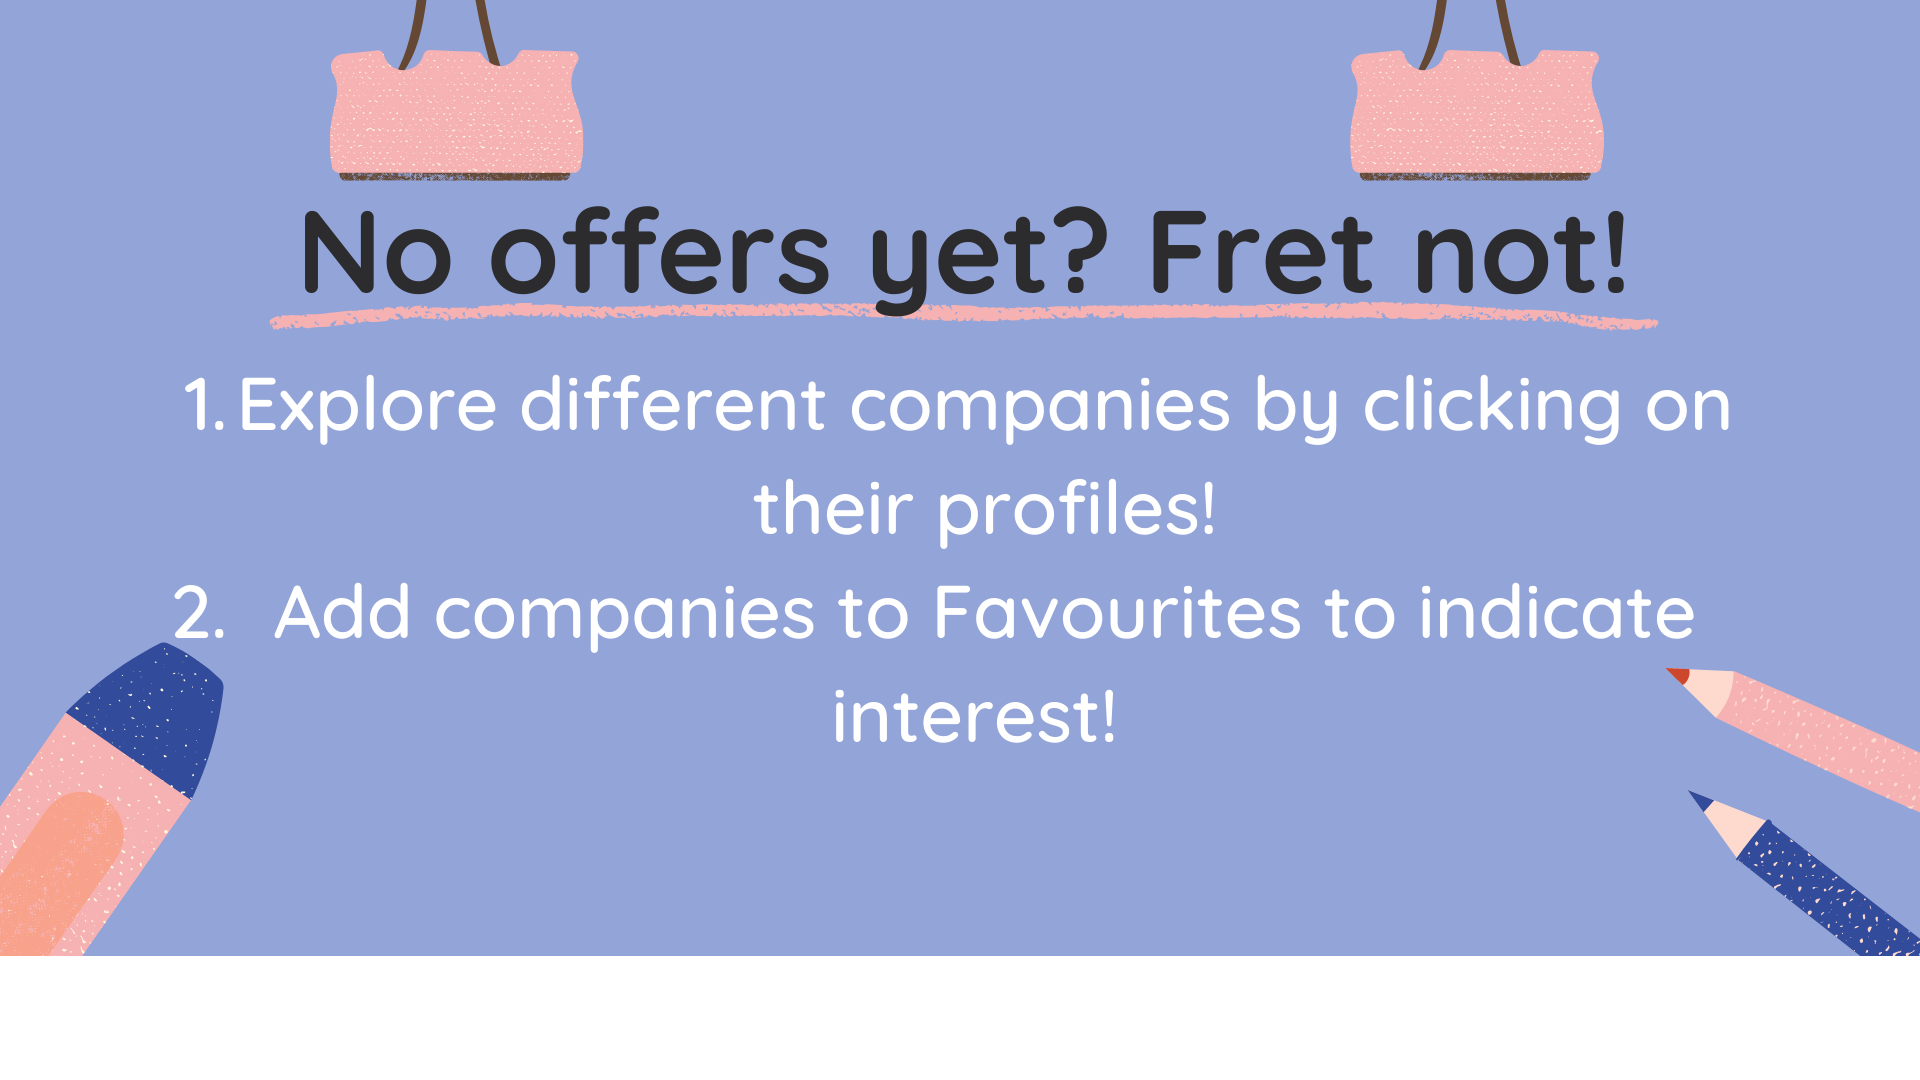 No offers yet? Fret not!
1. Explore different companies by clicking on
their profiles!
2. Add companies to Favourites to indicate
interest!